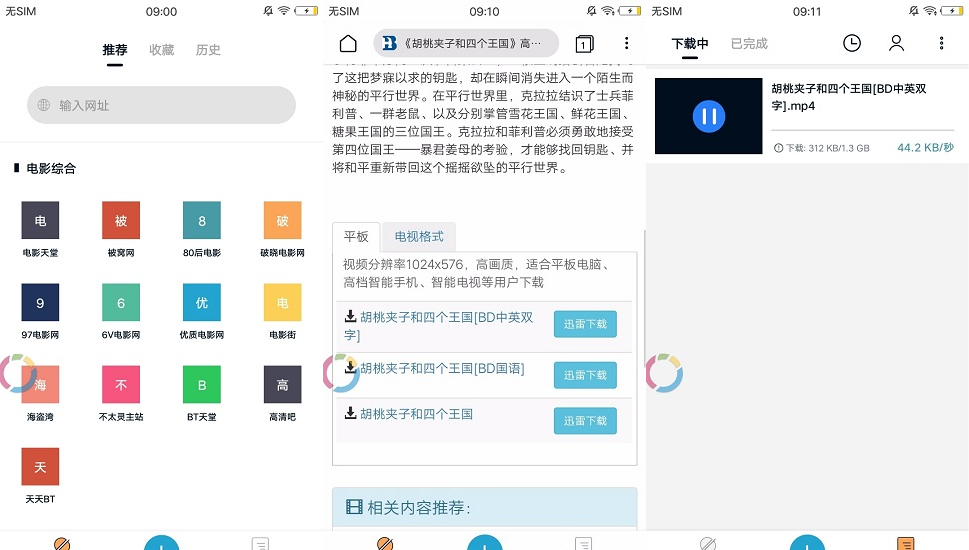 无SIM
09:00
推荐
收藏
历史
输入网址
电影综合
电
被
8
破
电影天堂
被窝网
80后电影
破晓电影网
9
6
优
电
97电影网
6V电影网
优质电影网
电影街
海
不
B
高
海盗湾
不太灵主站
BT天堂
高清吧
天
天天BT
无SIM
09:10
《胡桃夹子和四个王国》高…
1
了这把梦寐以求的钥匙，却在瞬间消失进入一个陌生而
神秘的平行世界。在平行世界里，克拉拉结识了士兵菲
利普、一群老鼠、以及分别掌管雪花王国、鲜花王国、
糖果王国的三位国王。克拉拉和菲利普必须勇敢地接受
第四位国王——暴君姜母的考验，才能够找回钥匙、并
将和平重新带回这个摇摇欲坠的平行世界。
平板
电视格式
视频分辨率1024x576，高画质，适合平板电脑、
高档智能手机、智能电视等用户下载
胡桃夹子和四个王国[BD中英双
字]
迅雷下载
胡桃夹子和四个王国[BD国语]
迅雷下载
胡桃夹子和四个王国
迅雷下载
相关内容推荐：
无SIM
09:11
下载中
已完成
胡桃夹子和四个王国[BD中英双
字].mp4
下载: 312 KB/1.3 GB
44.2 KB/秒